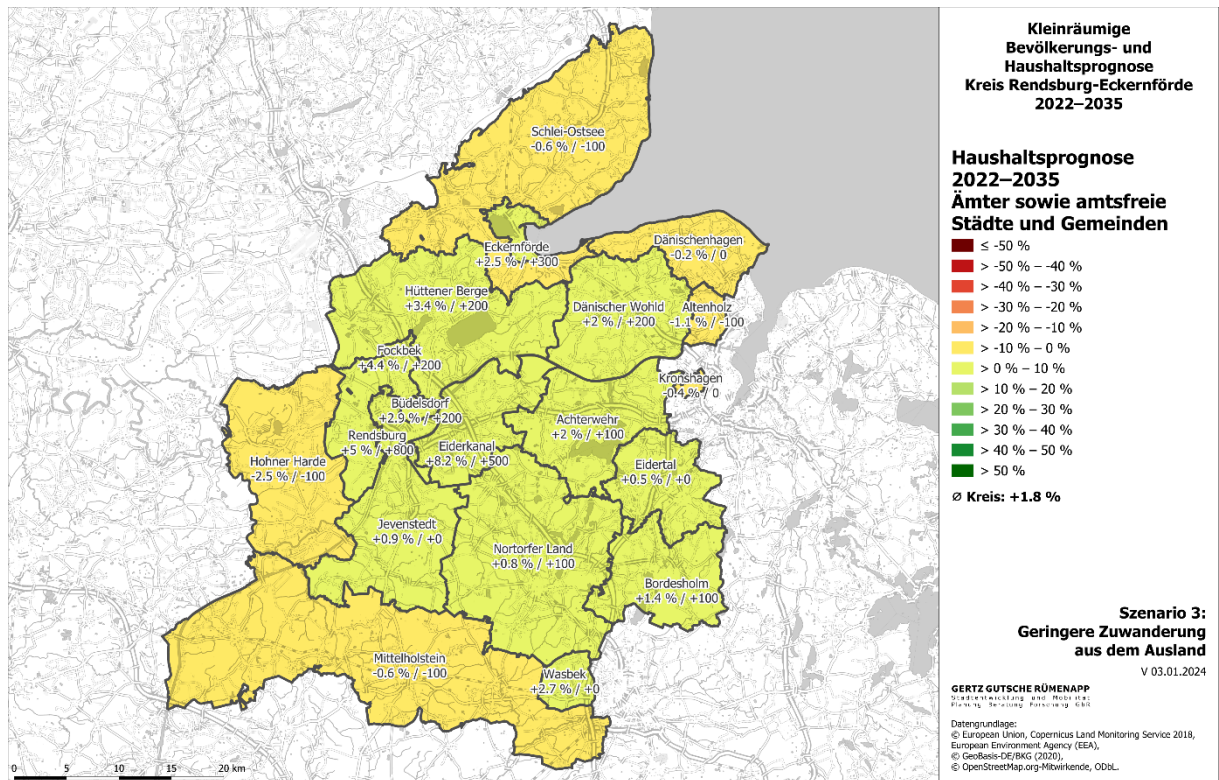 Schlei-Ostsee
-0.6 % / -100
Dänischenhagen
-0.2 % / 0
Eckernförde
+2.5 % / +300
Hüttener Berge
+3.4 % / +200
Dänischer Wohld
+2 % / +200
Altenholz
-1.1 % / -100
Fockbek
+4.4 % / +200
Kronshagen
-0.4 % / 0
Büdelsdorf
+2.9 % / +200
Achterwehr
+2 % / +100
Rendsburg
+5 % / +800
Eiderkanal
+8.2 % / +500
Hohner Harde
-2.5 % / -100
Eidertal
+0.5 % / +0
Jevenstedt
+0.9 % / +0
Nortorfer Land
+0.8 % / +100
Bordesholm
+1.4 % / +100
Mittelholstein
-0.6 % / -100
Wasbek
+2.7 % / +0
0 5 10 15 20 km
Kleinräumige
Bevölkerungs- und
Haushaltsprognose
Kreis Rendsburg-Eckernförde
2022–2035
Haushaltsprognose
2022–2035
Ämter sowie amtsfreie
Städte und Gemeinden
≤ -50 %
> -50 % – -40 %
> -40 % – -30 %
> -30 % – -20 %
> -20 % – -10 %
> -10 % – 0 %
> 0 % – 10 %
> 10 % – 20 %
> 20 % – 30 %
> 30 % – 40 %
> 40 % – 50 %
> 50 %
Ø Kreis: +1.8 %
Szenario 3:
Geringere Zuwanderung
aus dem Ausland
V 03.01.2024
GERTZ GUTSCHE RÜMENAPP
Stadtentwicklung und Mobilität
Planung Beratung Forschung GbR
Datengrundlage:
© European Union, Copernicus Land Monitoring Service 2018,
European Environment Agency (EEA),
© GeoBasis-DE/BKG (2020),
© OpenStreetMap.org-Mitwirkende, ODbL.